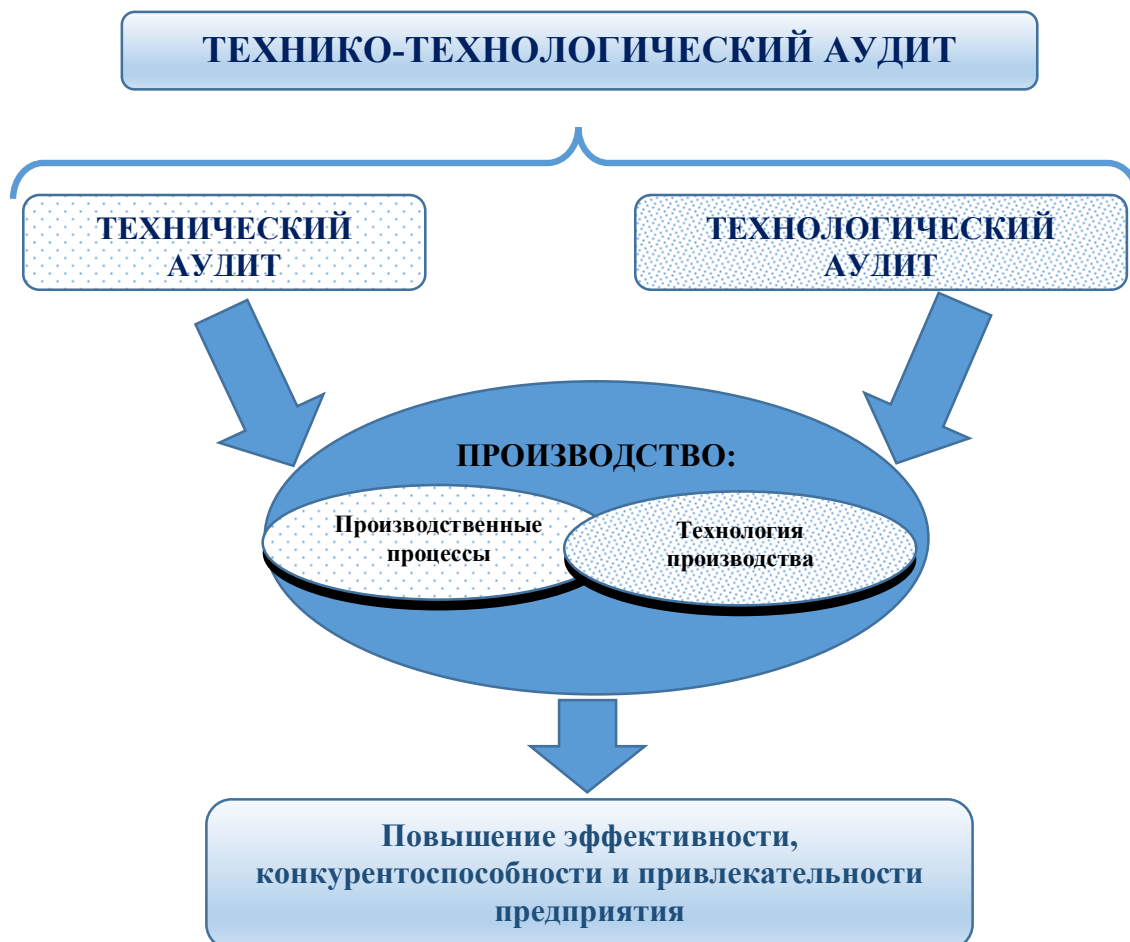 ТЕХНИКО-ТЕХНОЛОГИЧЕСКИЙ АУДИТ
ТЕХНИЧЕСКИЙ
АУДИТ
ТЕХНОЛОГИЧЕСКИЙ
АУДИТ
ПРОИЗВОДСТВО:
Производственные
процессы
Технология
производства
Повышение эффективности,
конкурентоспособности и привлекательности
предприятия